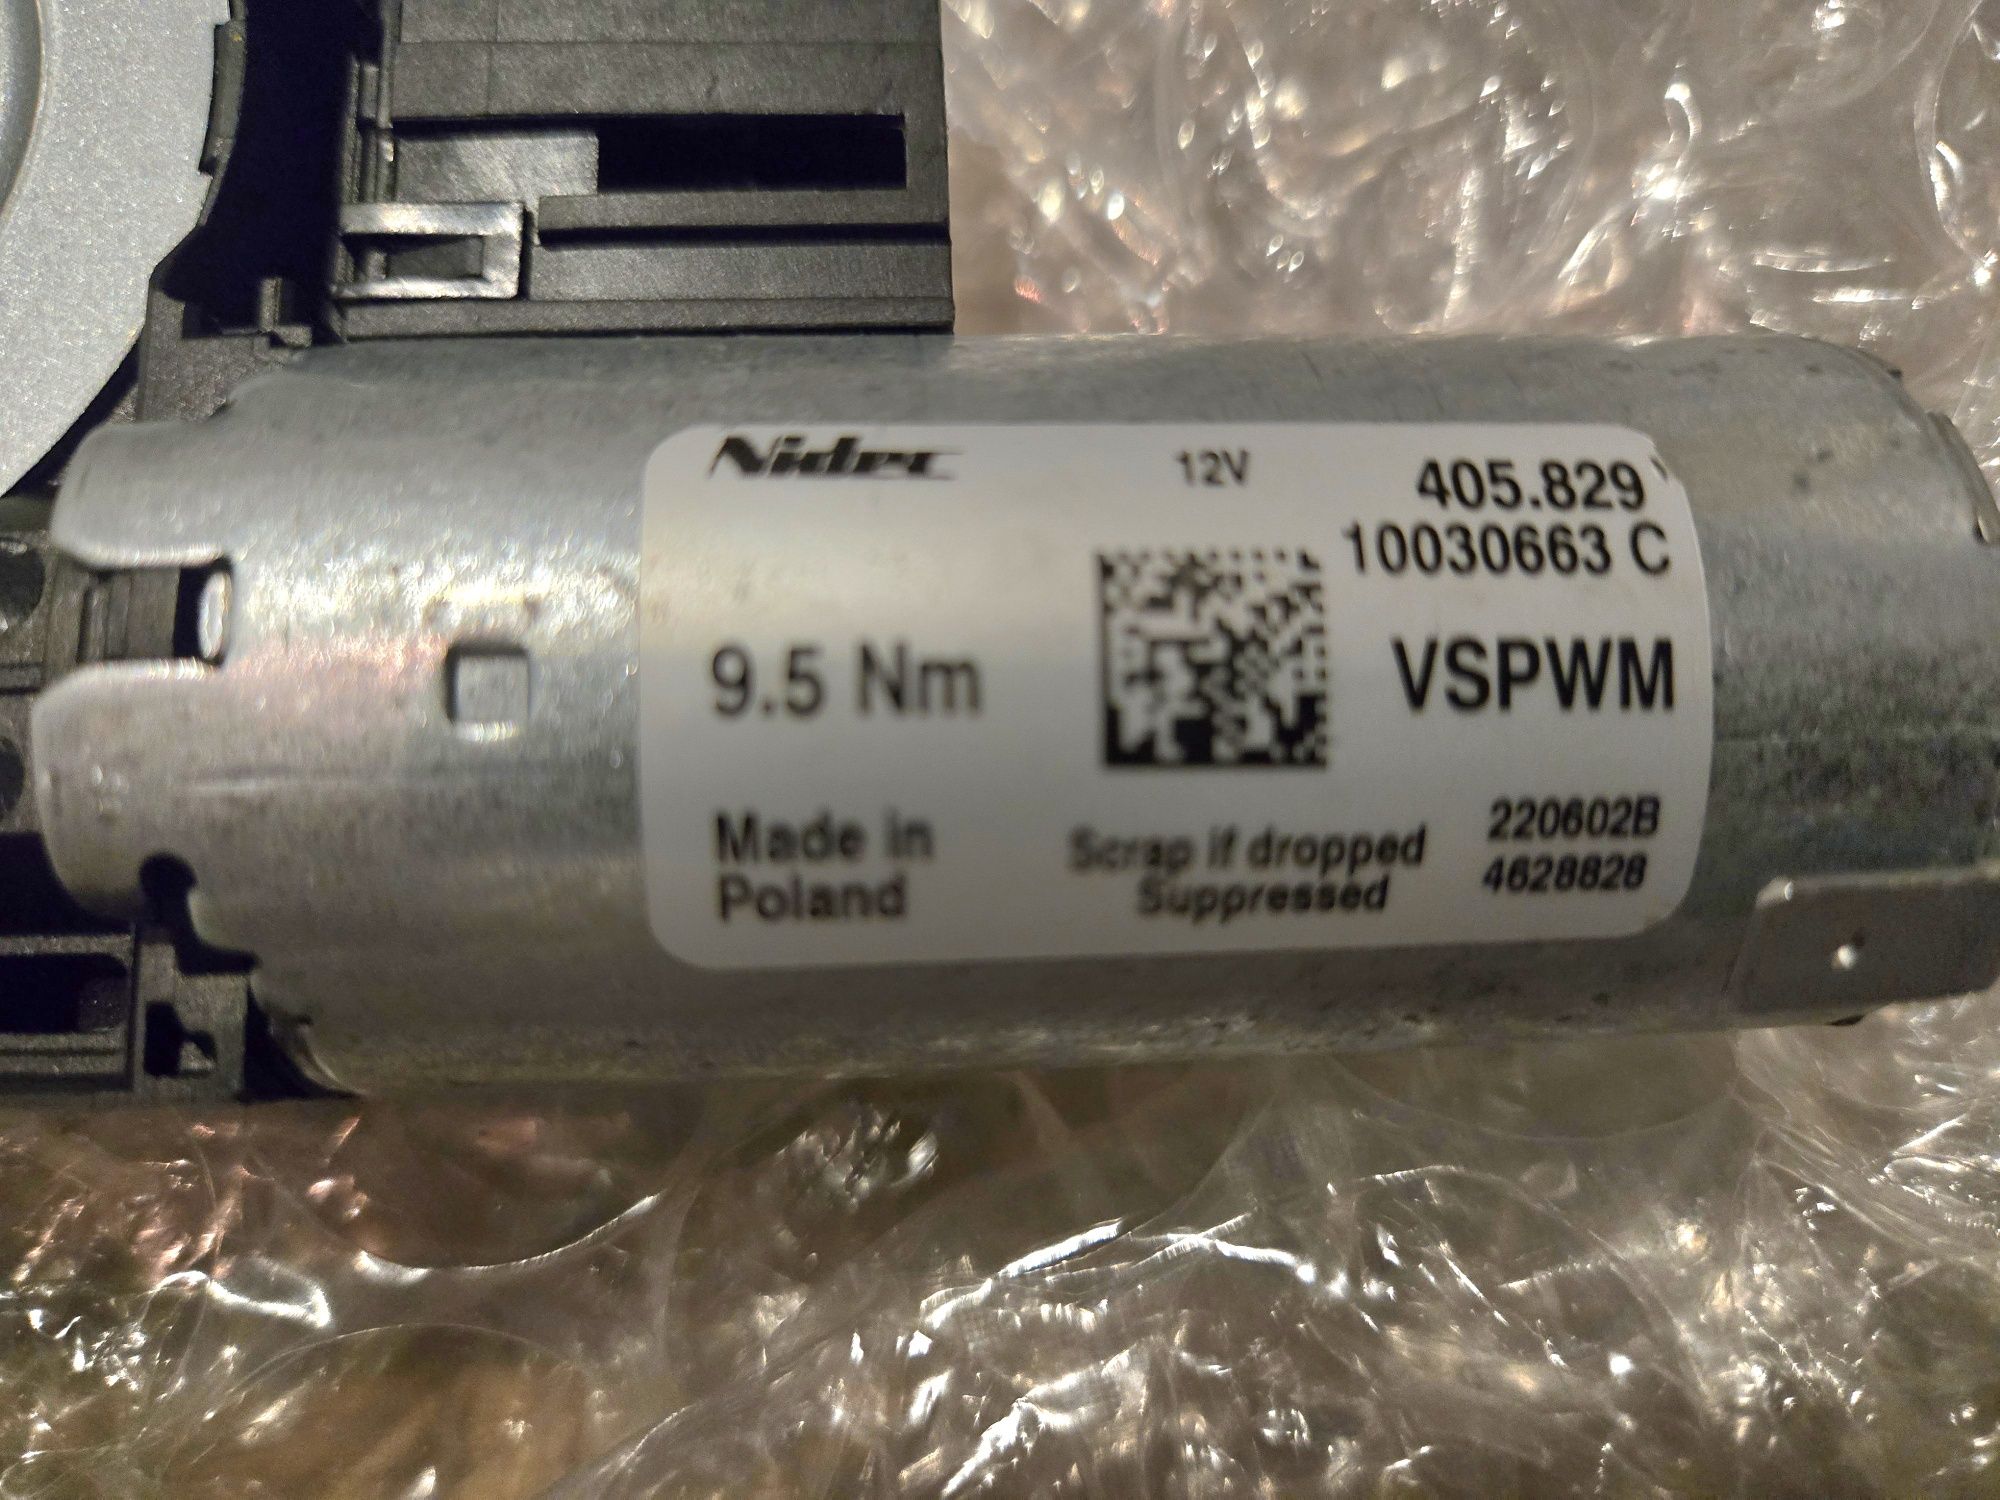 Nidec
12V
405.829
10030663 C
9.5 Nm
VSPWM
Made in
Poland
Scrap if dropped
Suppressed
220602B
4628828